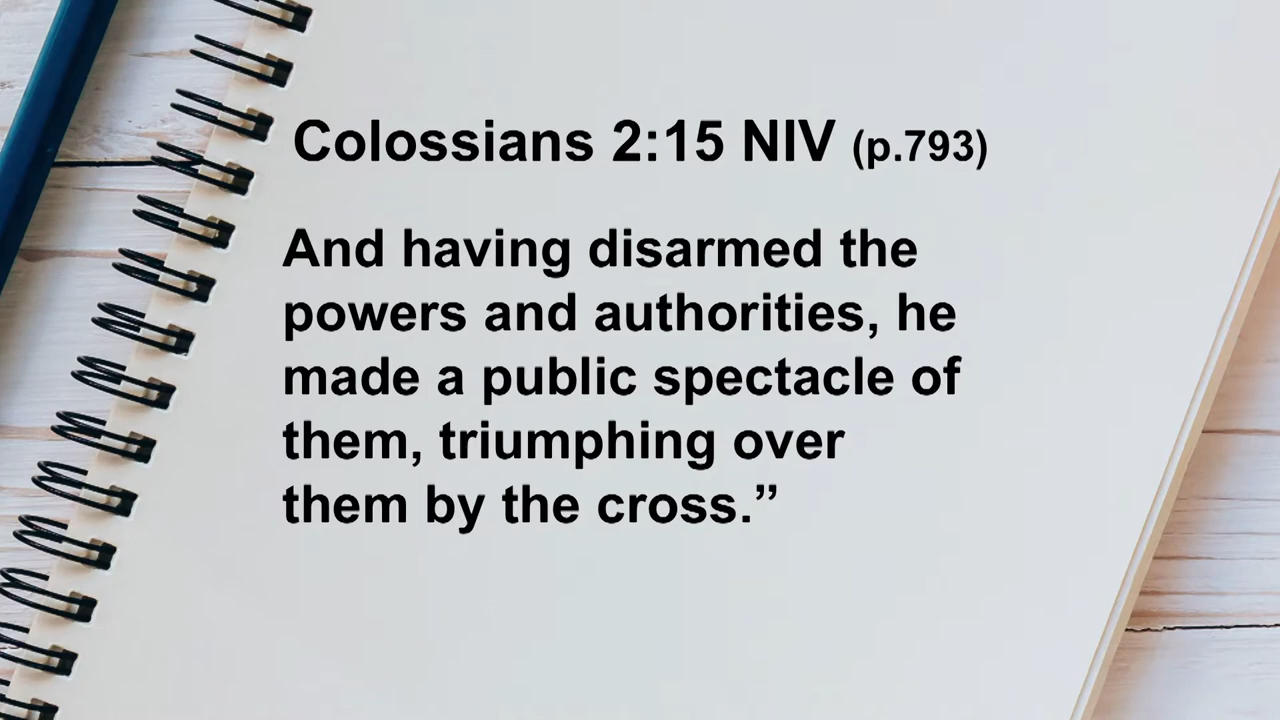 Colossians 2:15 NIV (p.793)
And having disarmed the
powers and authorities, he
made a public spectacle of
them, triumphing over
them by the cross.”